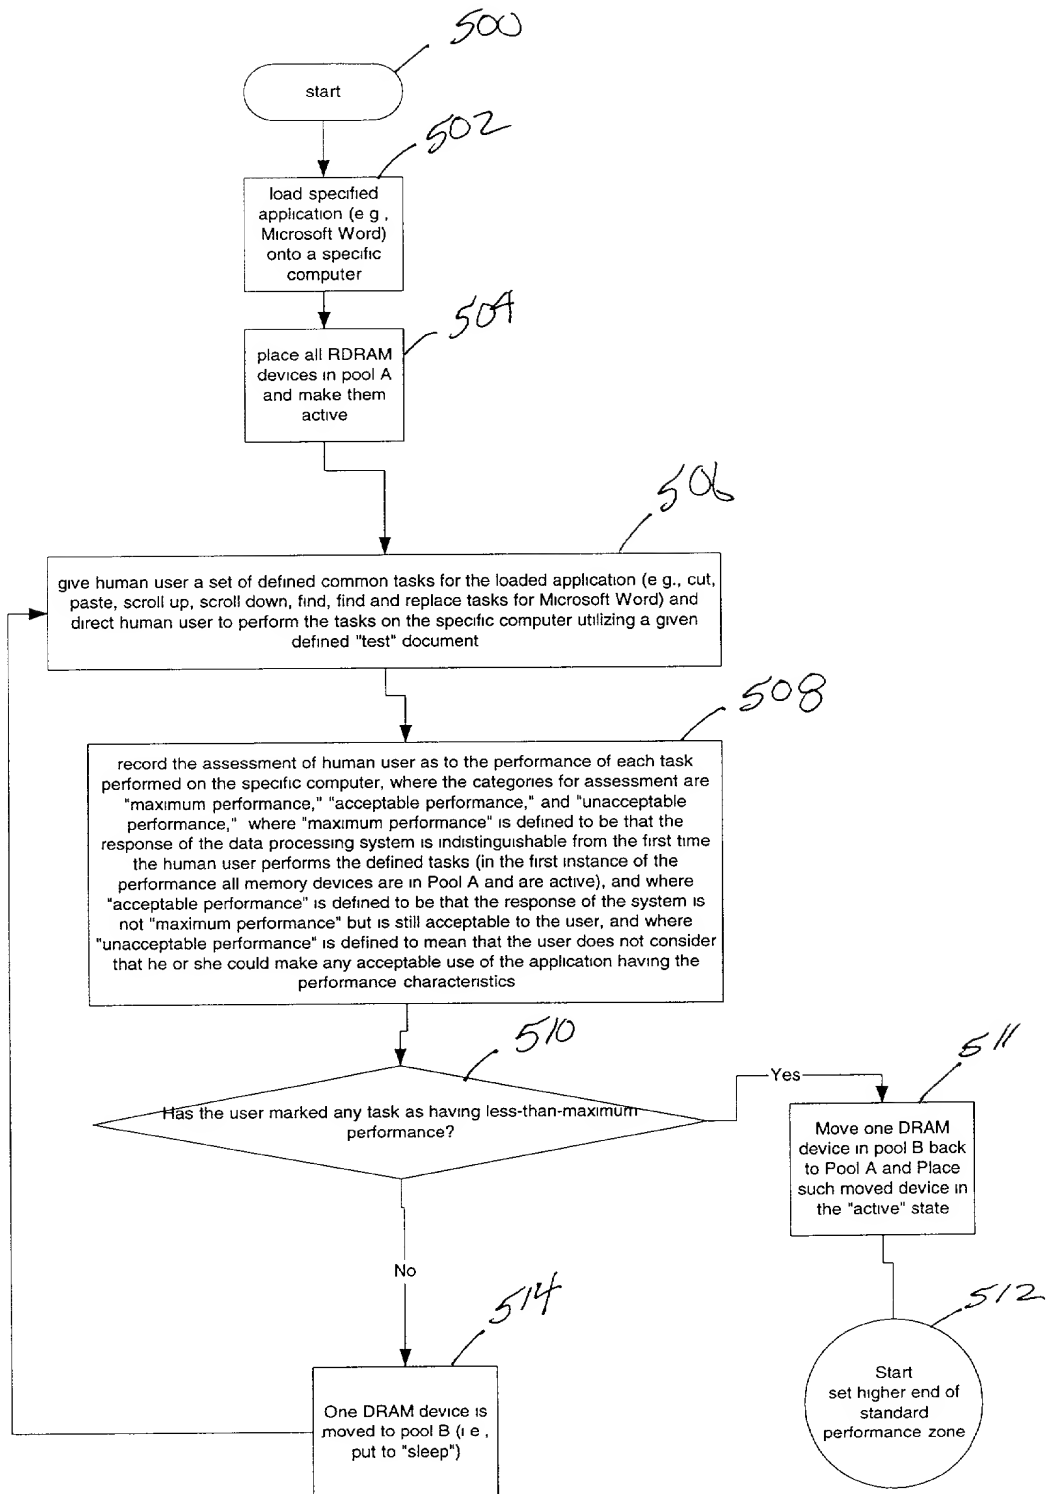 500
start
502
load specified
application (e g ,
Microsoft Word)
onto a specific
computer
504
place all RDRAM
devices in pool A
and make them
active
506
give human user a set of defined common tasks for the loaded application (e g., cut,
paste, scroll up, scroll down, find, find and replace tasks for Microsoft Word) and
direct human user to perform the tasks on the specific computer utilizing a given
defined "test" document
508
record the assessment of human user as to the performance of each task
performed on the specific computer, where the categories for assessment are
"maximum performance," "acceptable performance," and "unacceptable
performance," where "maximum performance" is defined to be that the
response of the data processing system is indistinguishable from the first time
the human user performs the defined tasks (in the first instance of the
performance all memory devices are in Pool A and are active), and where
"acceptable performance" is defined to be that the response of the system is
not "maximum performance" but is still acceptable to the user, and where
"unacceptable performance" is defined to mean that the user does not consider
that he or she could make any acceptable use of the application having the
performance characteristics
510
Has the user marked any task as having less-than-maximum
performance?
Yes
511
Move one DRAM
device in pool B back
to Pool A and Place
such moved device in
the "active" state
No
514
One DRAM device is
moved to pool B (i e ,
put to "sleep")
512
Start
set higher end of
standard
performance zone